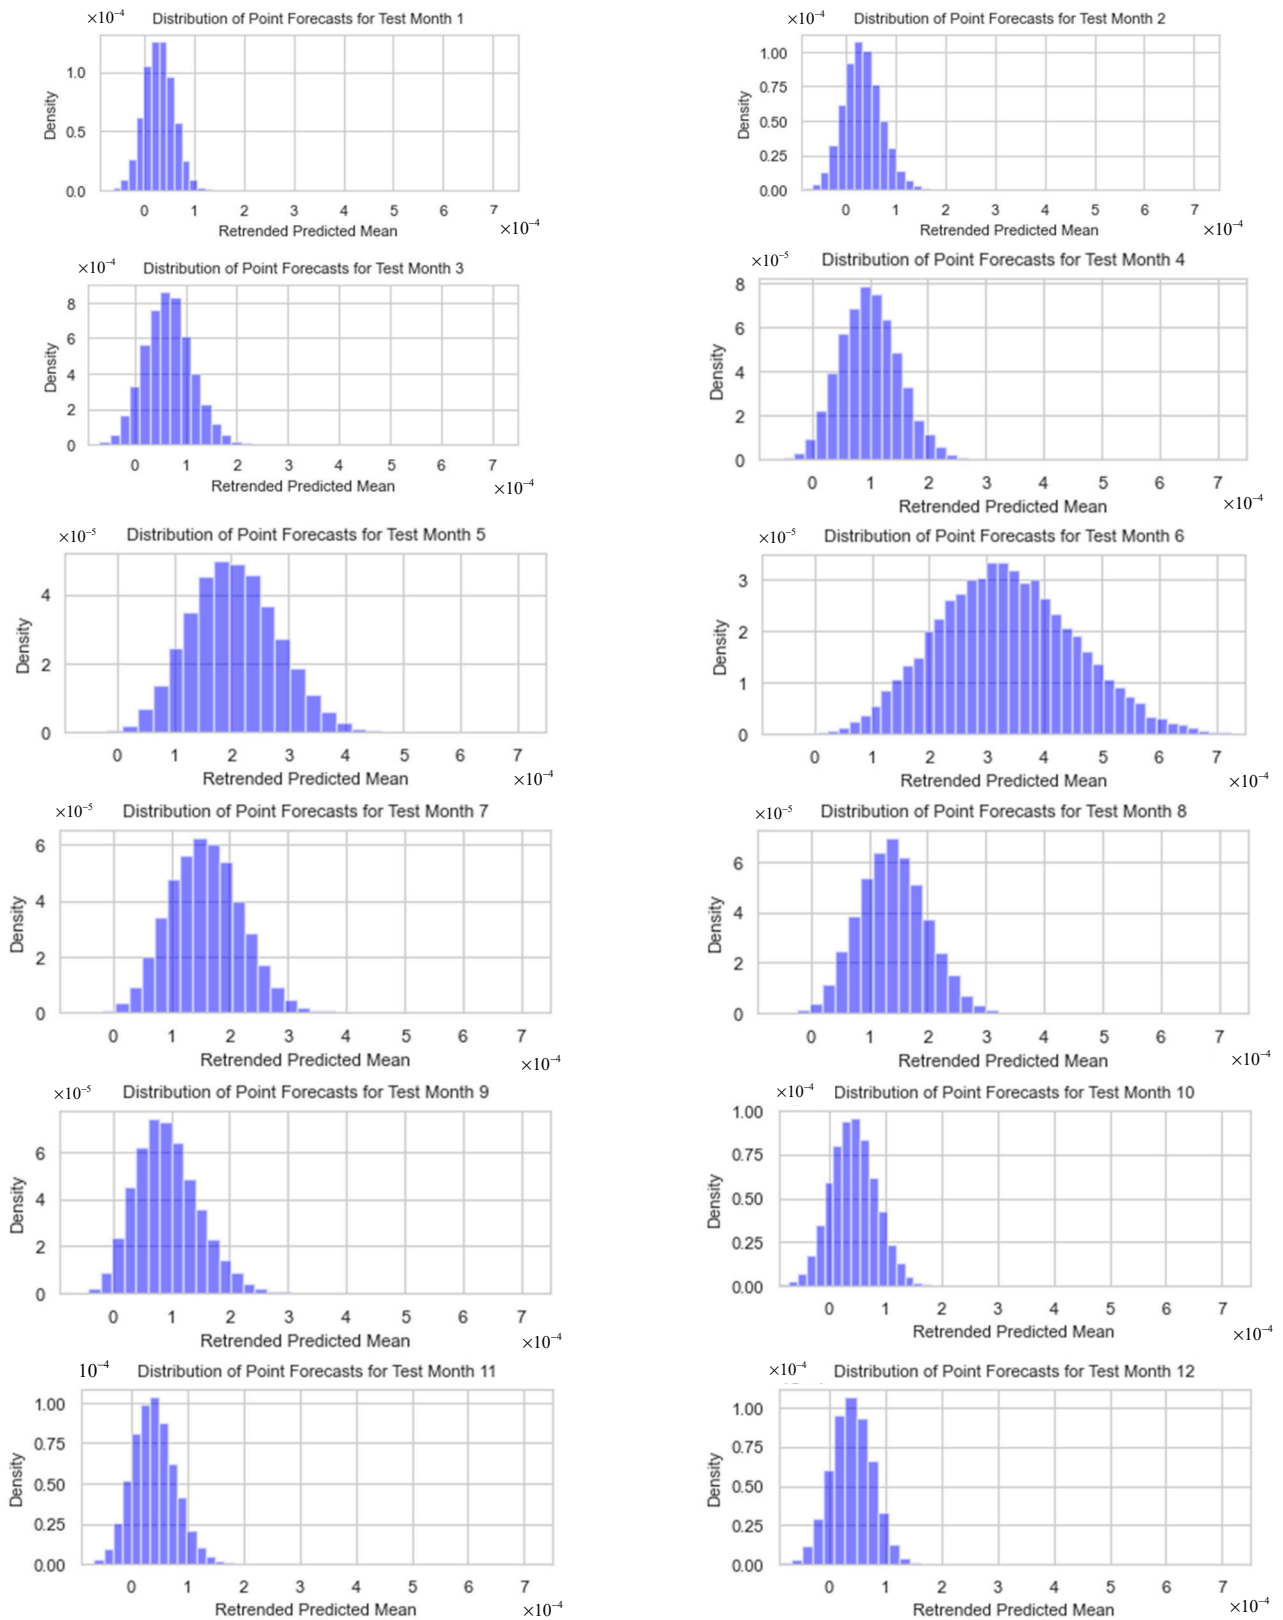 ×10⁻⁴ Distribution of Point Forecasts for Test Month 1
1.0
0.5
0.0
Density
0 1 2 3 4 5 6 7
Retrended Predicted Mean ×10⁻⁴
×10⁻⁴ Distribution of Point Forecasts for Test Month 2
1.00
0.75
0.50
0.25
0.00
Density
0 1 2 3 4 5 6 7
Retrended Predicted Mean ×10⁻⁴
×10⁻⁴ Distribution of Point Forecasts for Test Month 3
8
6
4
2
0
Density
0 1 2 3 4 5 6 7
Retrended Predicted Mean ×10⁻⁴
×10⁻⁵ Distribution of Point Forecasts for Test Month 4
8
6
4
2
0
Density
0 1 2 3 4 5 6 7
Retrended Predicted Mean ×10⁻⁴
×10⁻⁵ Distribution of Point Forecasts for Test Month 5
4
2
0
Density
0 1 2 3 4 5 6 7
Retrended Predicted Mean ×10⁻⁴
×10⁻⁵ Distribution of Point Forecasts for Test Month 6
3
2
1
0
Density
0 1 2 3 4 5 6 7
Retrended Predicted Mean ×10⁻⁴
×10⁻⁵ Distribution of Point Forecasts for Test Month 7
6
4
2
0
Density
0 1 2 3 4 5 6 7
Retrended Predicted Mean ×10⁻⁴
×10⁻⁵ Distribution of Point Forecasts for Test Month 8
6
4
2
0
Density
0 1 2 3 4 5 6 7
Retrended Predicted Mean ×10⁻⁴
×10⁻⁵ Distribution of Point Forecasts for Test Month 9
6
4
2
0
Density
0 1 2 3 4 5 6 7
Retrended Predicted Mean ×10⁻⁴
×10⁻⁴ Distribution of Point Forecasts for Test Month 10
1.00
0.75
0.50
0.25
0.00
Density
0 1 2 3 4 5 6 7
Retrended Predicted Mean ×10⁻⁴
10⁻⁴ Distribution of Point Forecasts for Test Month 11
1.00
0.75
0.50
0.25
0.00
Density
0 1 2 3 4 5 6 7
Retrended Predicted Mean ×10⁻⁴
×10⁻⁴ Distribution of Point Forecasts for Test Month 12
1.00
0.75
0.50
0.25
0.00
Density
0 1 2 3 4 5 6 7
Retrended Predicted Mean ×10⁻⁴